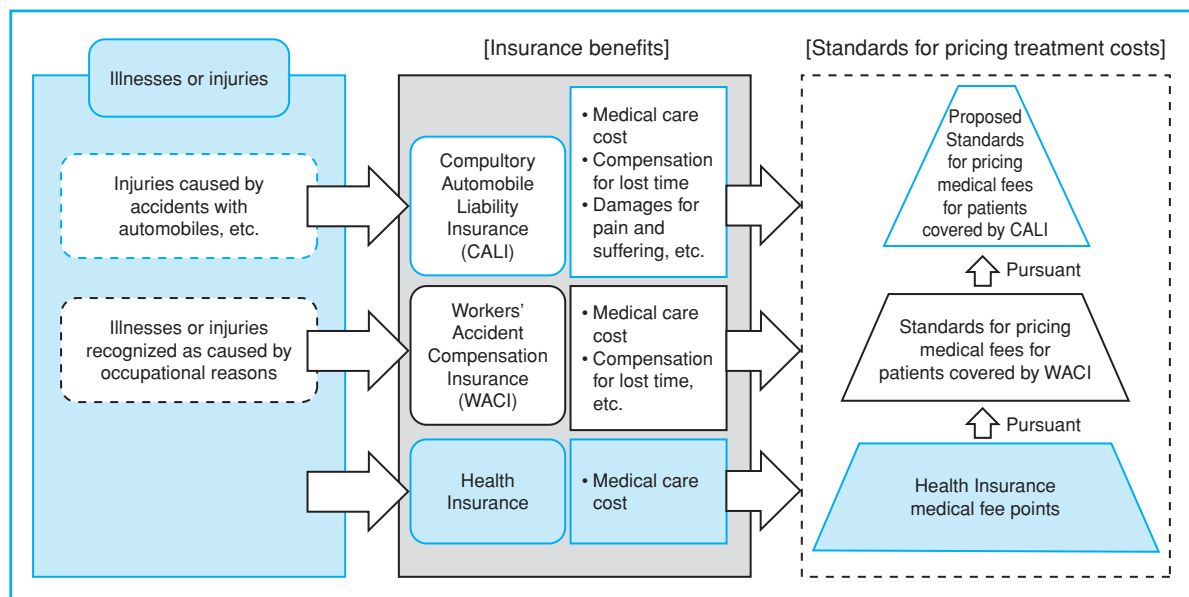 [Insurance benefits]
[Standards for pricing treatment costs]
Illnesses or injuries
Injuries caused by
accidents with
automobiles, etc.
Compultory
Automobile
Liability
Insurance
(CALI)
• Medical care
cost
• Compensation
for lost time
• Damages for
pain and
suffering, etc.
Proposed
Standards
for pricing
medical fees
for patients
covered by CALI
Pursuant
Illnesses or injuries
recognized as caused by
occupational reasons
Workers’
Accident
Compensation
Insurance
(WACI)
• Medical care
cost
• Compensation
for lost time,
etc.
Standards for pricing
medical fees for
patients covered by WACI
Pursuant
Health
Insurance
• Medical care
cost
Health Insurance
medical fee points